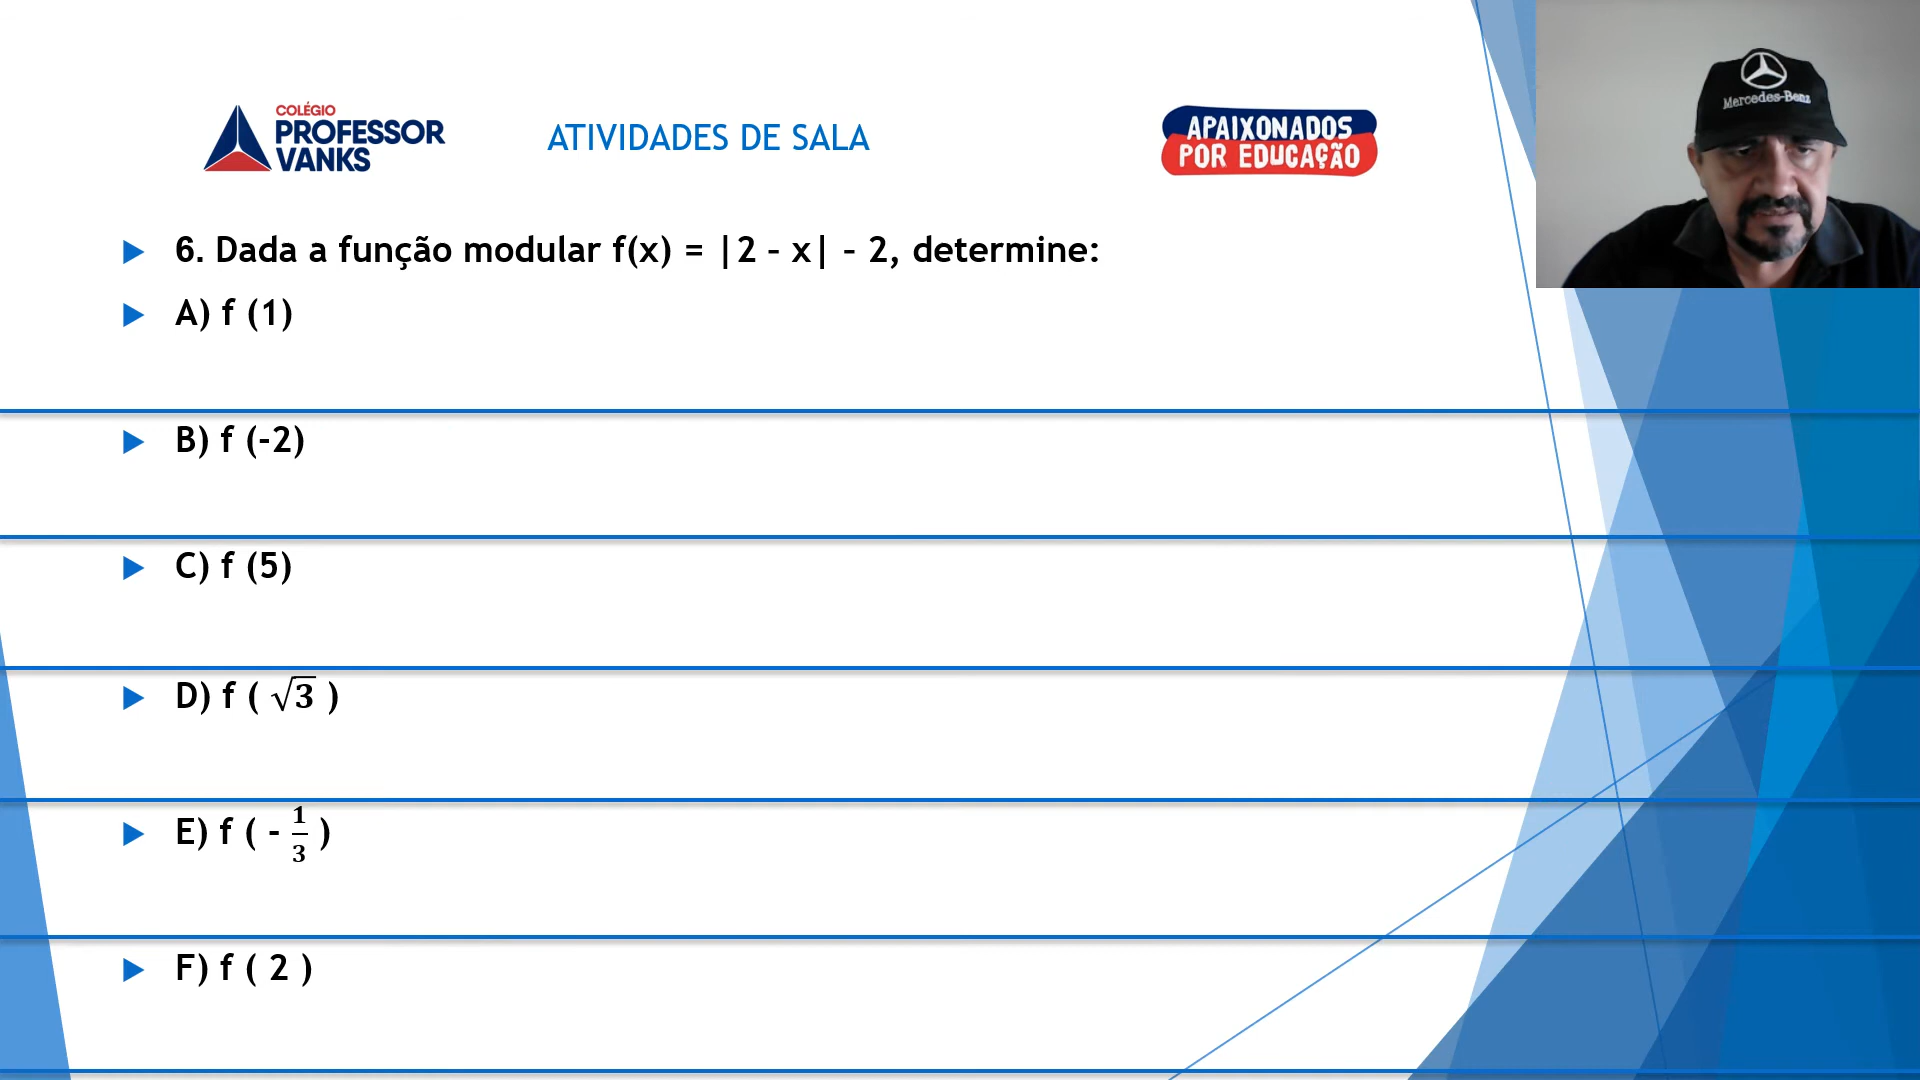 COLÉGIO
PROFESSOR
VANKS
ATIVIDADES DE SALA
APAIXONADOS
POR EDUCAÇÃO
Mercedes-Benz
6. Dada a função modular f(x) = |2 – x| – 2, determine:
A) f (1)
B) f (-2)
C) f (5)
D) f ( √3 )
E) f ( - 1/3 )
F) f ( 2 )